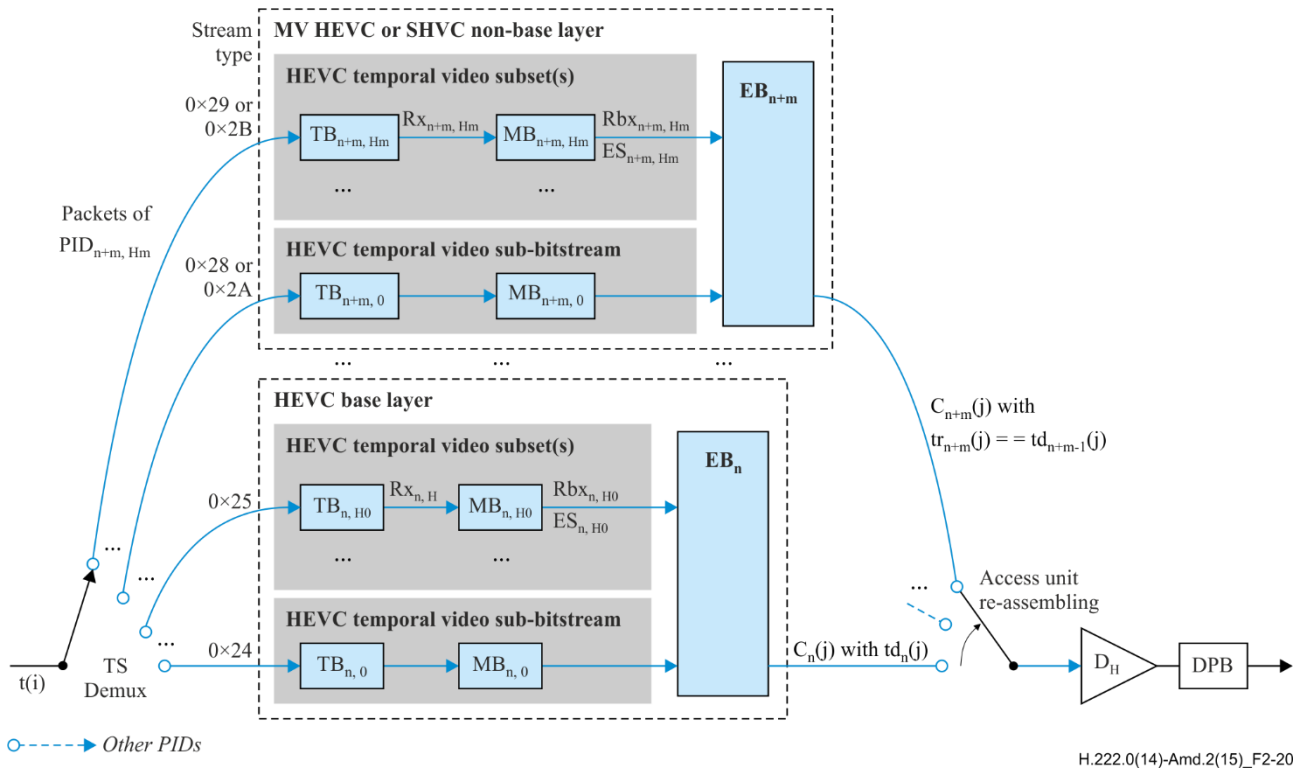 Stream
type
MV HEVC or SHVC non-base layer
HEVC temporal video subset(s)
EBn+m
0×29 or
0×2B
TBn+m, Hm
Rxn+m, Hm
MBn+m, Hm
Rbxn+m, Hm
ESn+m, Hm
...
...
Packets of
PIDn+m, Hm
HEVC temporal video sub-bitstream
0×28 or
0×2A
TBn+m, 0
MBn+m, 0
...
...
...
HEVC base layer
HEVC temporal video subset(s)
EBn
0×25
TBn, H0
Rxn, H
MBn, H0
Rbxn, H0
ESn, H0
...
...
HEVC temporal video sub-bitstream
0×24
TBn, 0
MBn, 0
Cn+m(j) with
trn+m(j) = = tdn+m-1(j)
...
...
...
t(i)
TS
Demux
Cn(j) with tdn(j)
...
Access unit
re-assembling
DH
DPB
Other PIDs
H.222.0(14)-Amd.2(15)_F2-20